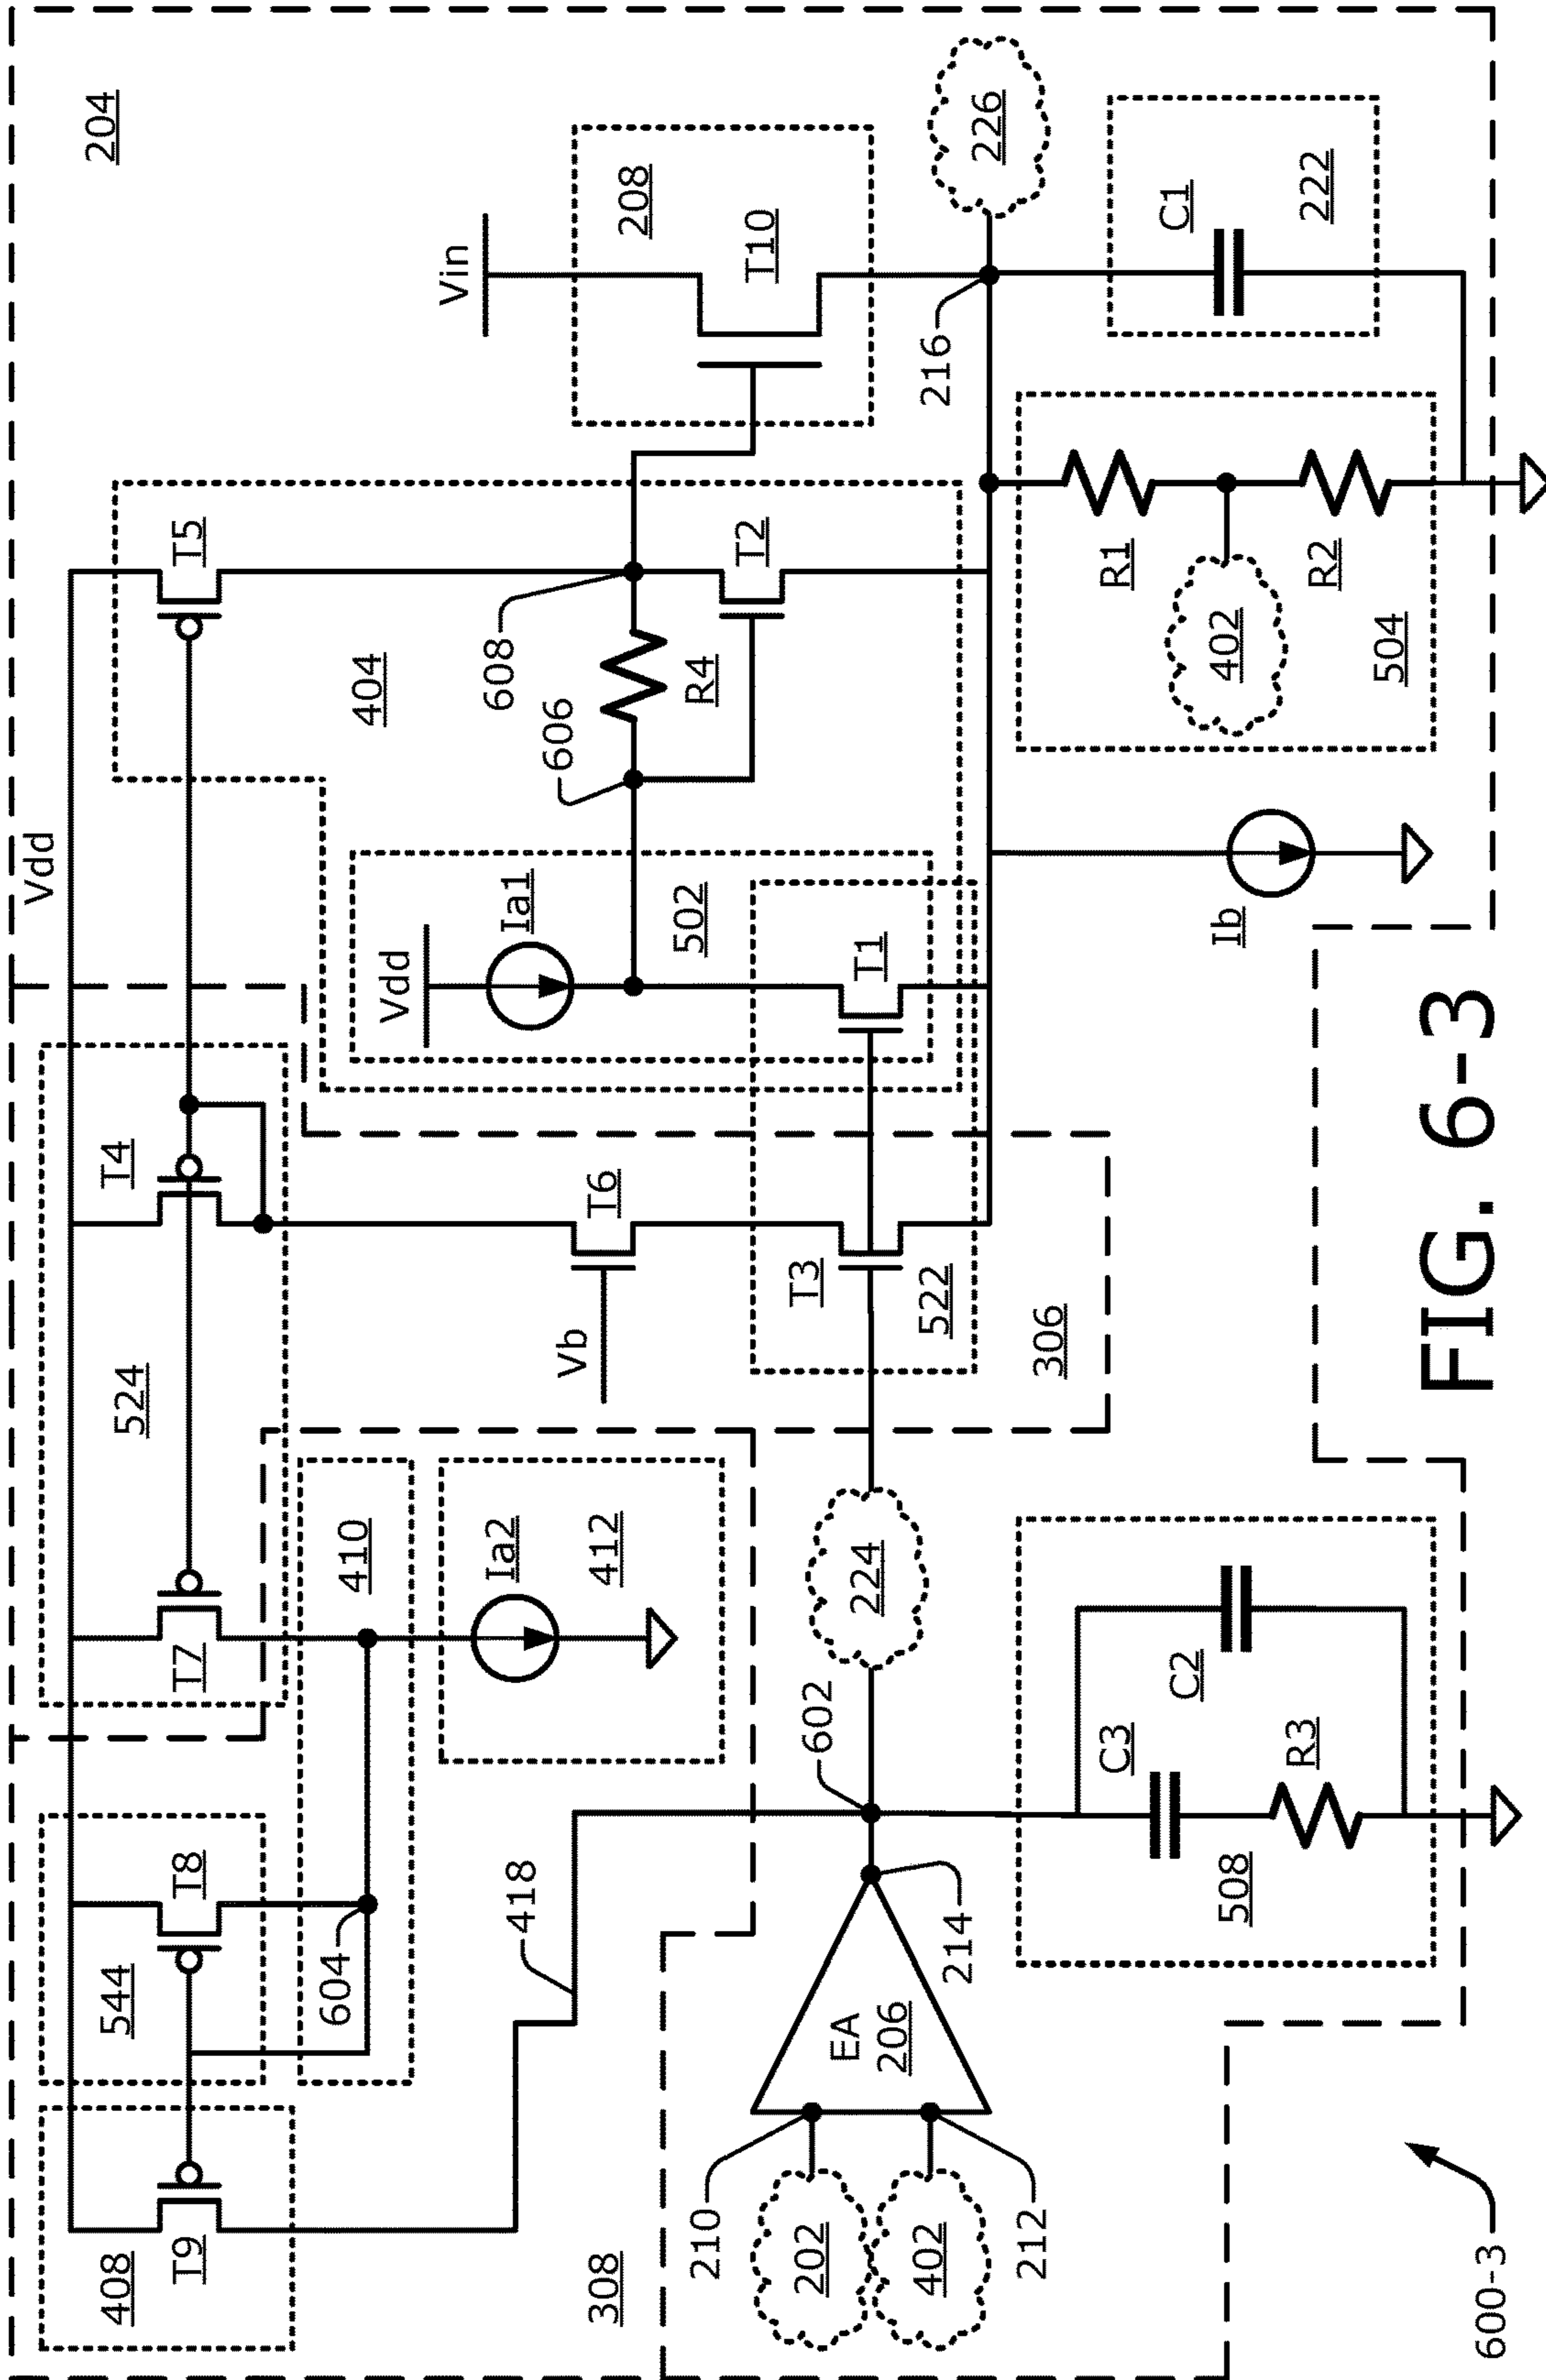 204
Vdd
Vin
208
T10
226
216
C1
222
T5
404
608
606
R4
T2
R1
R2
402
504
Vdd
Ia1
502
T1
Ib
T4
524
T6
Vb
T3
522
306
T7
410
Ia2
412
224
602
C3
C2
R3
508
T8
544
604
418
214
EA
206
408
T9
308
210
202
402
212
600-3
FIG. 6-3